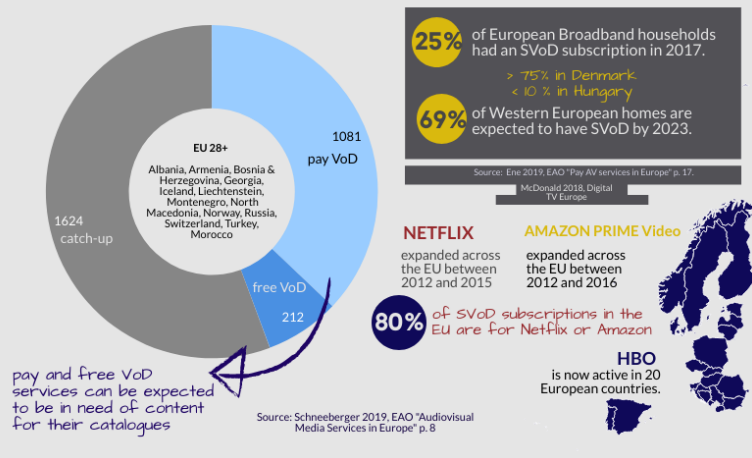 EU 28+
Albania, Armenia, Bosnia &
Herzegovina, Georgia,
Iceland, Liechtenstein,
Montenegro, North
Macedonia, Norway, Russia,
Switzerland, Turkey,
Morocco
1081
pay VoD
1624
catch-up
free VoD
212
pay and free VoD
services can be expected
to be in need of content
for their catalogues
Source: Schneeberger 2019, EAO "Audiovisual
Media Services in Europe" p. 8
25%
of European Broadband households
had an SVoD subscription in 2017.
> 75% in Denmark
< 10 % in Hungary
69%
of Western European homes are
expected to have SVoD by 2023.
Source: Ene 2019, EAO "Pay AV services in Europe" p. 17.
McDonald 2018, Digital
TV Europe
NETFLIX
expanded across
the EU between
2012 and 2015
AMAZON PRIME Video
expanded across
the EU between
2012 and 2016
80%
of SVoD subscriptions in the
EU are for Netflix or Amazon
HBO
is now active in 20
European countries.